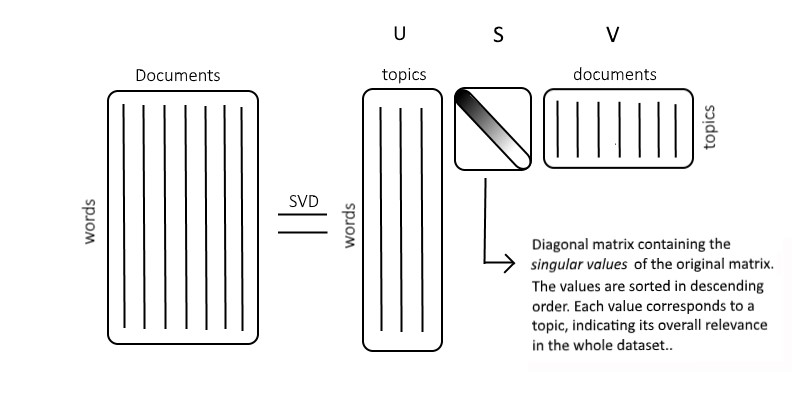 U S V
Documents topics documents
words
SVD
words
topics
Diagonal matrix containing the
singular values of the original matrix.
The values are sorted in descending
order. Each value corresponds to a
topic, indicating its overall relevance
in the whole dataset..